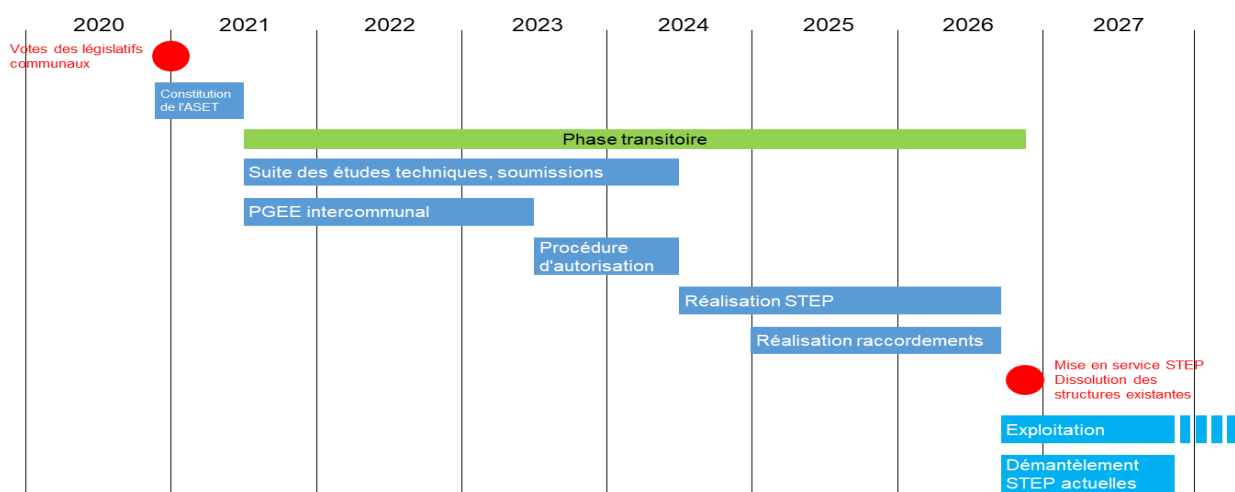 2020 2021 2022 2023 2024 2025 2026 2027
Votes des législatifs
communaux
Constitution
de l'ASET
Phase transitoire
Suite des études techniques, soumissions
PGEE intercommunal
Procédure
d'autorisation
Réalisation STEP
Réalisation raccordements
Mise en service STEP
Dissolution des
structures existantes
Exploitation
Démantèlement
STEP actuelles